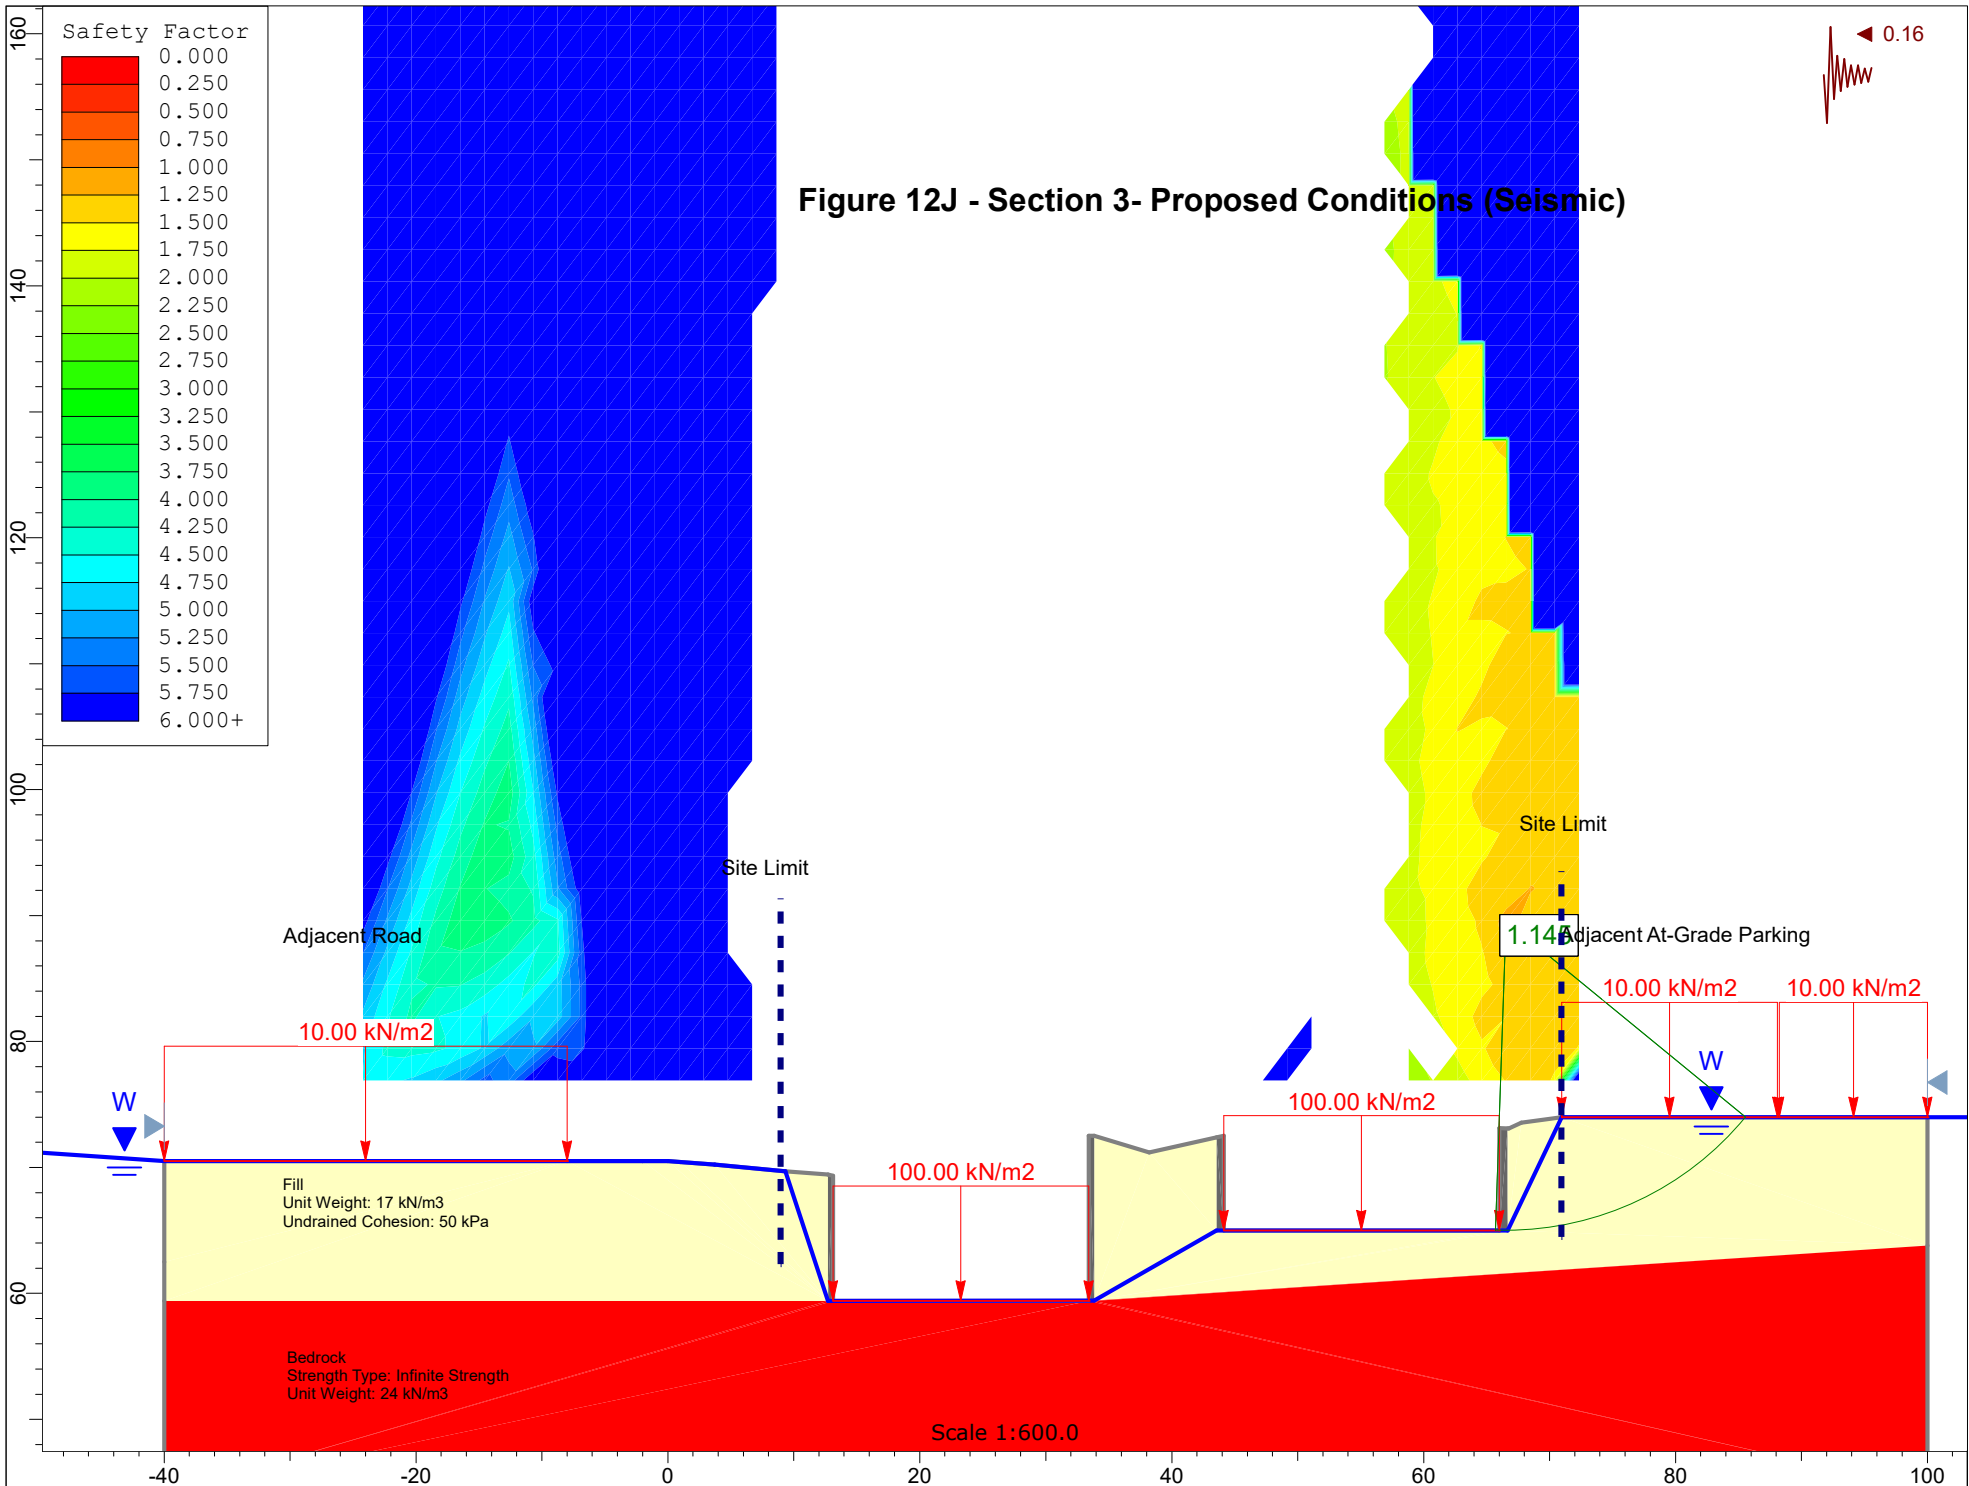 Safety Factor
0.000
0.250
0.500
0.750
1.000
1.250
1.500
1.750
2.000
2.250
2.500
2.750
3.000
3.250
3.500
3.750
4.000
4.250
4.500
4.750
5.000
5.250
5.500
5.750
6.000+
0.16
Figure 12J - Section 3- Proposed Conditions (Seismic)
Site Limit
Site Limit
Adjacent Road
1.145
Adjacent At-Grade Parking
10.00 kN/m2
10.00 kN/m2
10.00 kN/m2
W
W
100.00 kN/m2
100.00 kN/m2
Fill
Unit Weight: 17 kN/m3
Undrained Cohesion: 50 kPa
Bedrock
Strength Type: Infinite Strength
Unit Weight: 24 kN/m3
Scale 1:600.0
160
140
120
100
80
60
-40
-20
0
20
40
60
80
100